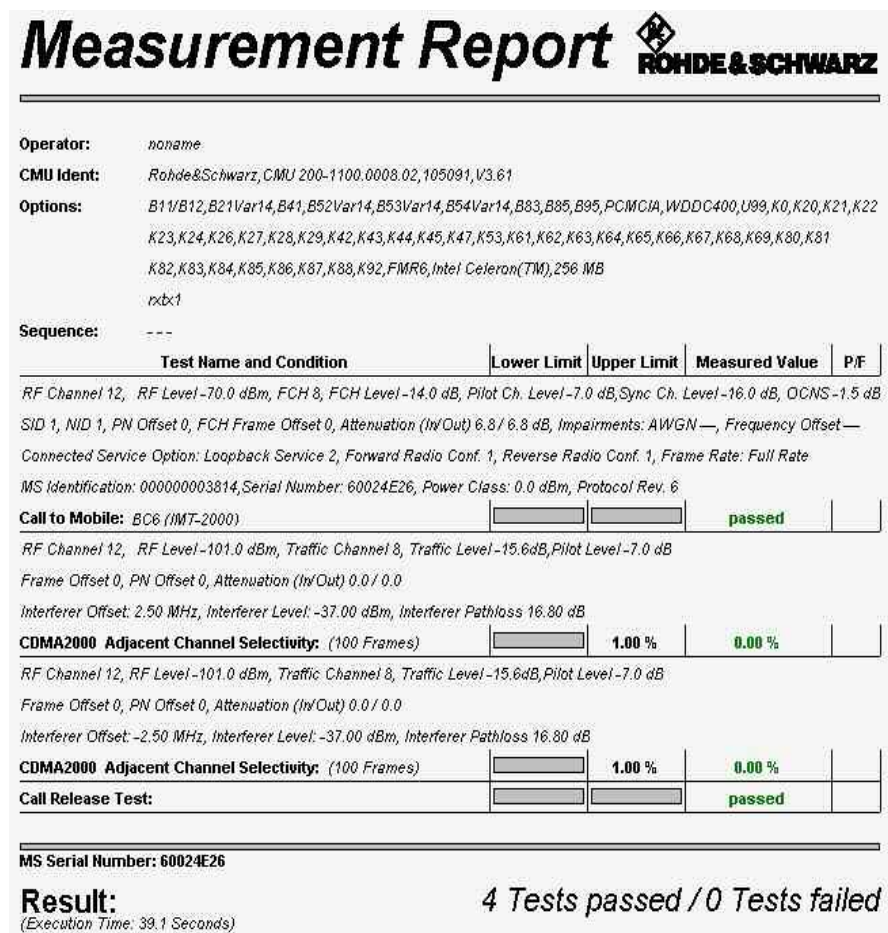 Measurement Report
ROHDE & SCHWARZ
Operator: noname
CMU Ident: Rohde&Schwarz,CMU 200-1100.0008.02,105091,V3.61
Options: B11/B12,B21Var14,B41,B52Var14,B53Var14,B54Var14,B83,B85,B95,PCMCIA,WDDC400,U99,K0,K20,K21,K22
K23,K24,K26,K27,K28,K29,K42,K43,K44,K45,K47,K53,K61,K62,K63,K64,K65,K66,K67,K68,K69,K80,K81
K82,K83,K84,K85,K86,K87,K88,K92,FMR6,Intel Celeron(TM),256 MB
rxtx1
Sequence: ---
Test Name and Condition Lower Limit Upper Limit Measured Value P/F
RF Channel 12, RF Level -70.0 dBm, FCH 8, FCH Level -14.0 dB, Pilot Ch. Level -7.0 dB,Sync Ch. Level -16.0 dB, OCNS -1.5 dB
SID 1, NID 1, PN Offset 0, FCH Frame Offset 0, Attenuation (In/Out) 6.8 / 6.8 dB, Impairments: AWGN ---, Frequency Offset ---
Connected Service Option: Loopback Service 2, Forward Radio Conf. 1, Reverse Radio Conf. 1, Frame Rate: Full Rate
MS Identification: 000000003814,Serial Number: 60024E26, Power Class: 0.0 dBm, Protocol Rev. 6
Call to Mobile: BC6 (IMT-2000) passed
RF Channel 12, RF Level -101.0 dBm, Traffic Channel 8, Traffic Level -15.6dB,Pilot Level -7.0 dB
Frame Offset 0, PN Offset 0, Attenuation (In/Out) 0.0 / 0.0
Interferer Offset: 2.50 MHz, Interferer Level: -37.00 dBm, Interferer Pathloss 16.80 dB
CDMA2000 Adjacent Channel Selectivity: (100 Frames) 1.00 % 0.00 %
RF Channel 12, RF Level -101.0 dBm, Traffic Channel 8, Traffic Level -15.6dB,Pilot Level -7.0 dB
Frame Offset 0, PN Offset 0, Attenuation (In/Out) 0.0 / 0.0
Interferer Offset: -2.50 MHz, Interferer Level: -37.00 dBm, Interferer Pathloss 16.80 dB
CDMA2000 Adjacent Channel Selectivity: (100 Frames) 1.00 % 0.00 %
Call Release Test: passed
MS Serial Number: 60024E26
Result: 4 Tests passed / 0 Tests failed
(Execution Time: 39.1 Seconds)